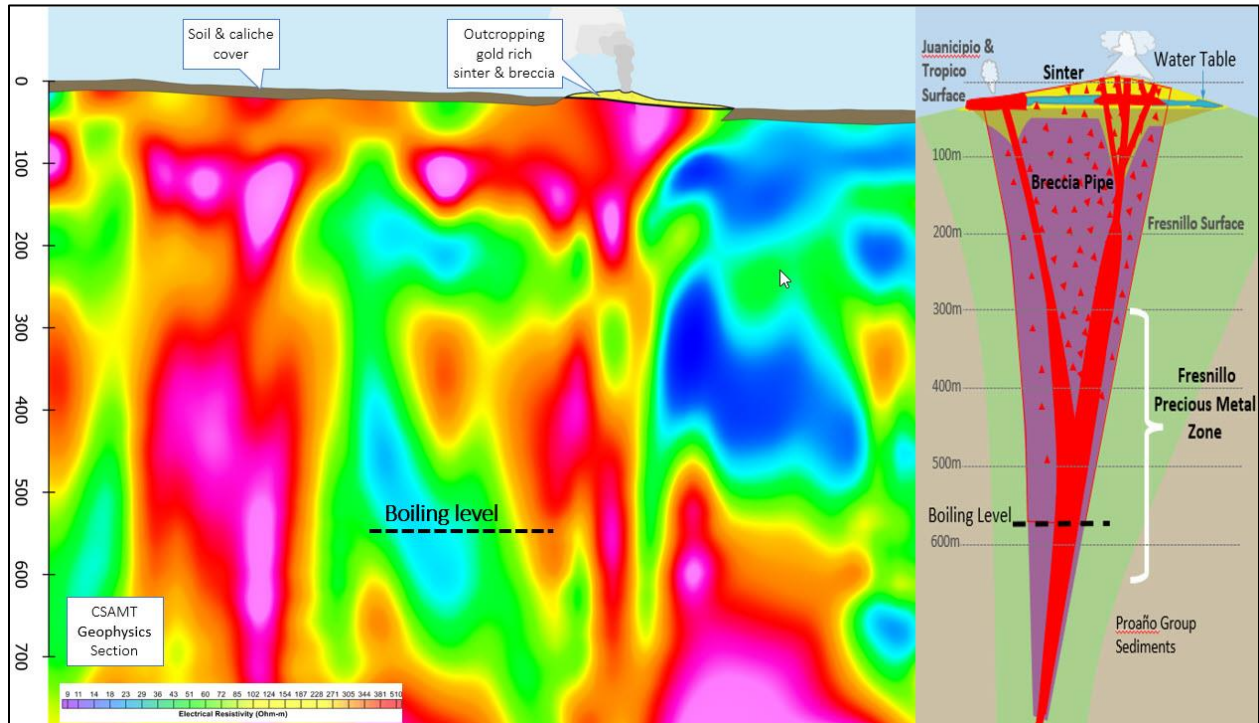 Soil & caliche
cover
Outcropping
gold rich
sinter & breccia
0
100
200
300
400
500
600
700
Boiling level
CSAMT
Geophysics
Section
9 11 14 18 23 29 36 43 51 60 72 85 102 124 154 187 228 271 305 344 381 510
Electrical Resistivity (Ohm-m)
Juanicipio &
Tropico
Surface
Sinter
Water Table
100m
Breccia Pipe
200m
Fresnillo Surface
300m
400m
Fresnillo
Precious Metal
Zone
500m
Boiling Level
600m
Proaño Group
Sediments